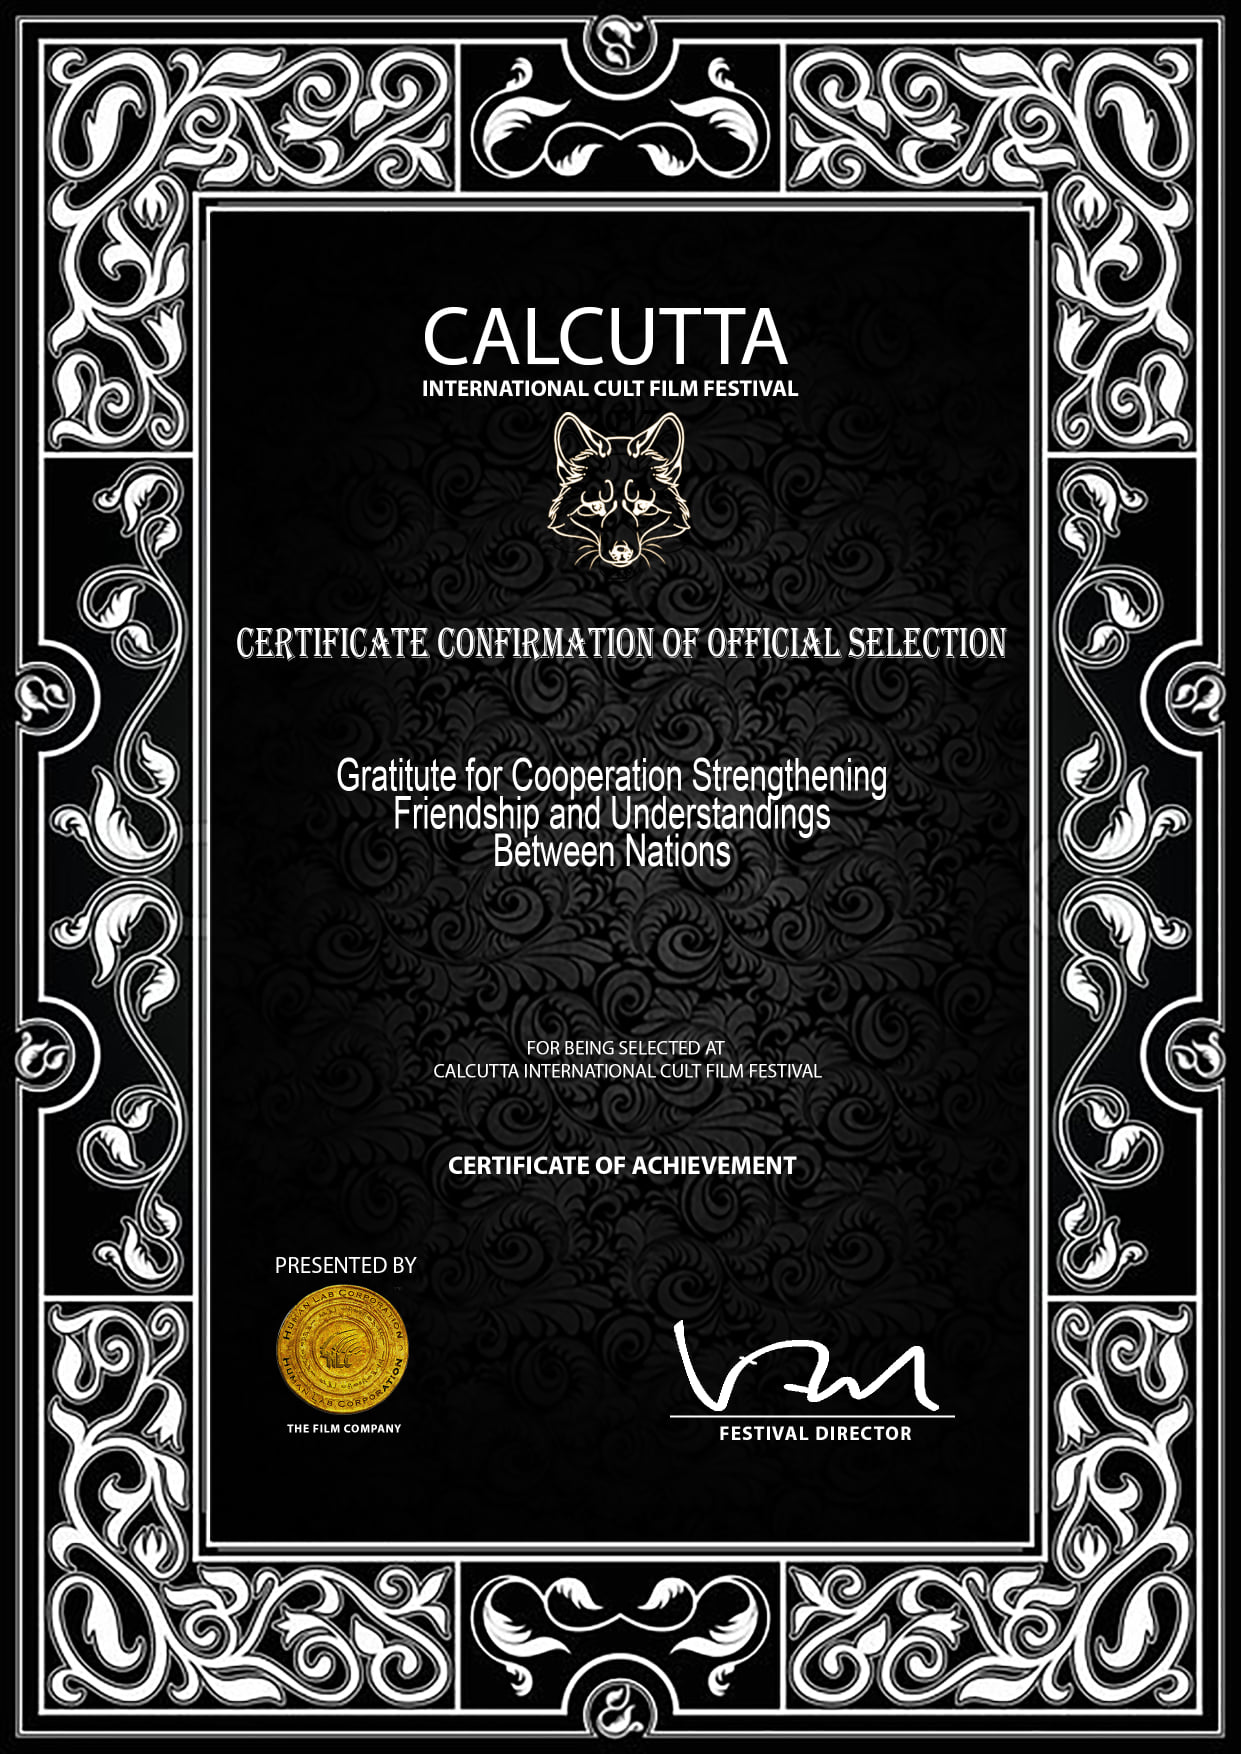 CALCUTTA
INTERNATIONAL CULT FILM FESTIVAL
CERTIFICATE CONFIRMATION OF OFFICIAL SELECTION
Gratitute for Cooperation Strengthening
Friendship and Understandings
Between Nations
FOR BEING SELECTED AT
CALCUTTA INTERNATIONAL CULT FILM FESTIVAL
CERTIFICATE OF ACHIEVEMENT
PRESENTED BY
HUMAN LAB CORPORATION
HLC
HUMAN LAB CORPORATION
THE FILM COMPANY
FESTIVAL DIRECTOR